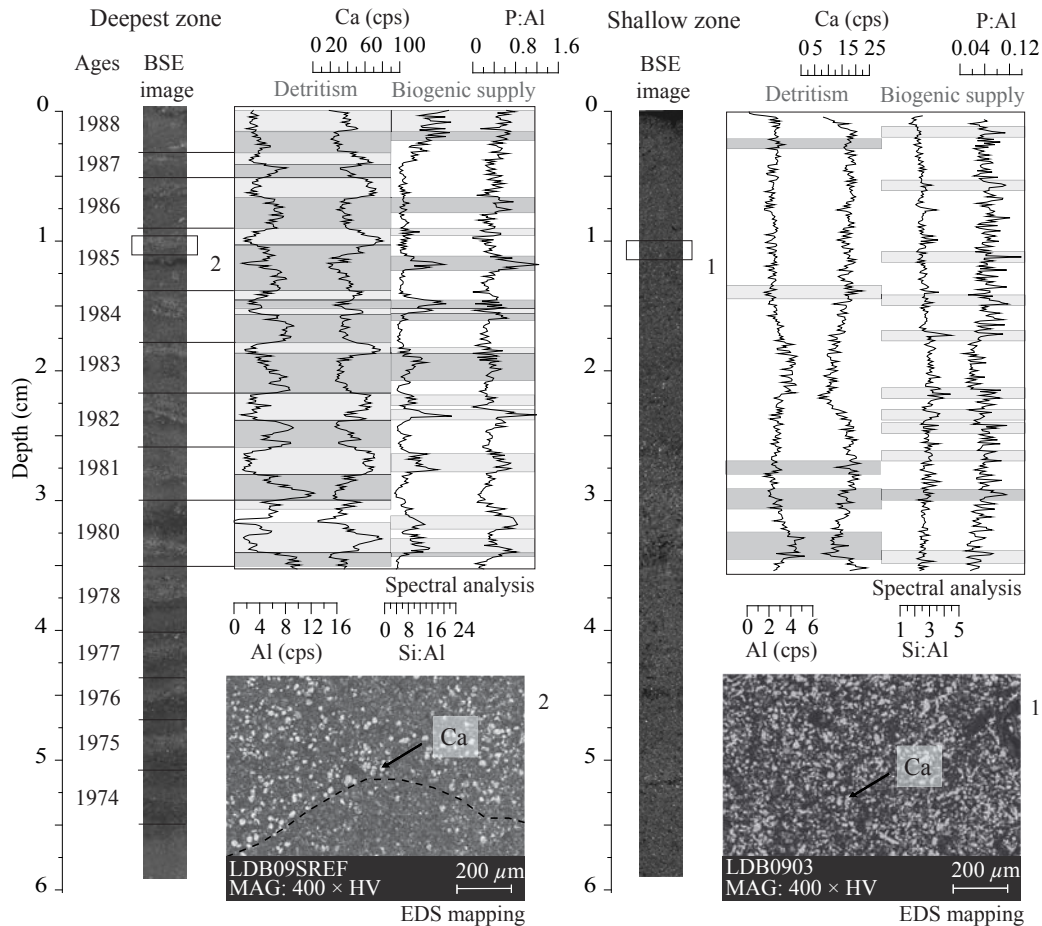 Deepest zone
Ca (cps)
P:Al
0 20 60 100
0 0.8 1.6
Ages
BSE
image
Detritism
Biogenic supply
Shallow zone
Ca (cps)
P:Al
0 5 15 25
0.04 0.12
BSE
image
Detritism
Biogenic supply
Depth (cm)
0
1
2
3
4
5
6
1988
1987
1986
1985
1984
1983
1982
1981
1980
1978
1977
1976
1975
1974
2
Spectral analysis
0 4 8 12 16
Al (cps)
0 8 16 24
Si:Al
2
Ca
LDB09SREF
MAG: 400 × HV
200 µm
EDS mapping
0
1
2
3
4
5
6
1
Spectral analysis
0 2 4 6
Al (cps)
1 3 5
Si:Al
1
Ca
LDB0903
MAG: 400 × HV
200 µm
EDS mapping